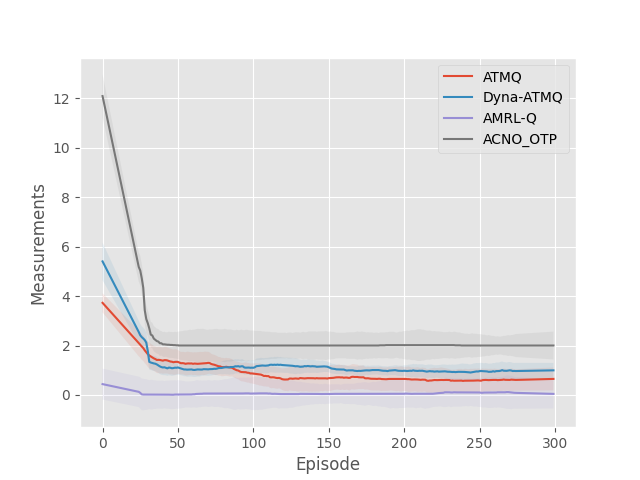 ATMQ
Dyna-ATMQ
AMRL-Q
ACNO_OTP
12
10
8
6
4
2
0
Measurements
0 50 100 150 200 250 300
Episode